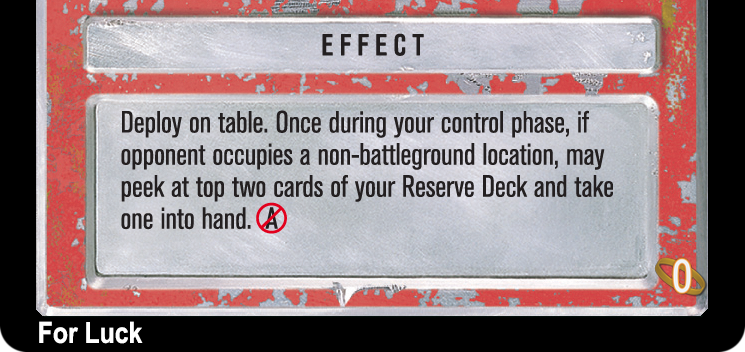 EFFECT
Deploy on table. Once during your control phase, if
opponent occupies a non-battleground location, may
peek at top two cards of your Reserve Deck and take
one into hand. A
0
For Luck